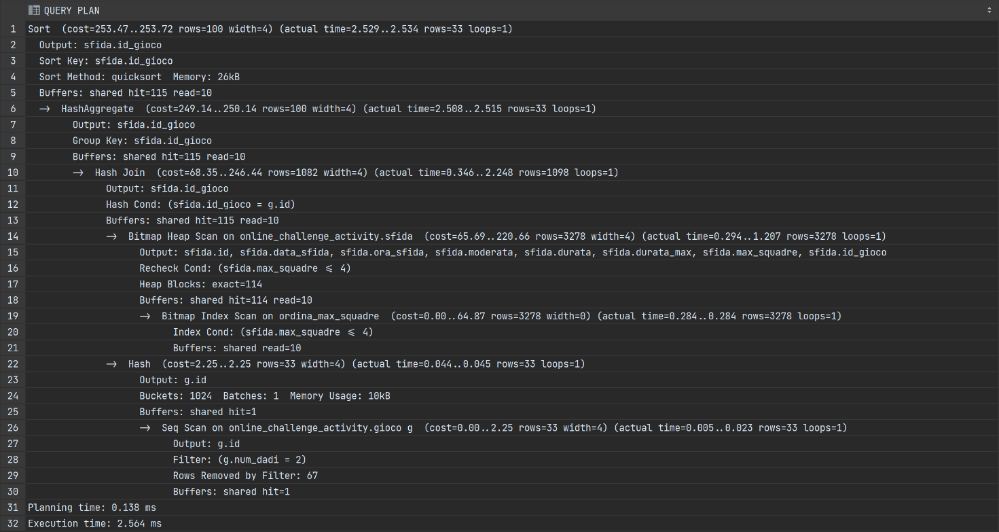 QUERY PLAN
1 Sort  (cost=253.47..253.72 rows=100 width=4) (actual time=2.529..2.534 rows=33 loops=1)
2   Output: sfida.id_gioco
3   Sort Key: sfida.id_gioco
4   Sort Method: quicksort  Memory: 26kB
5   Buffers: shared hit=115 read=10
6   ->  HashAggregate  (cost=249.14..250.14 rows=100 width=4) (actual time=2.508..2.515 rows=33 loops=1)
7         Output: sfida.id_gioco
8         Group Key: sfida.id_gioco
9         Buffers: shared hit=115 read=10
10         ->  Hash Join  (cost=68.35..246.44 rows=1082 width=4) (actual time=0.346..2.248 rows=1098 loops=1)
11               Output: sfida.id_gioco
12               Hash Cond: (sfida.id_gioco = g.id)
13               Buffers: shared hit=115 read=10
14               ->  Bitmap Heap Scan on online_challenge_activity.sfida  (cost=65.69..220.66 rows=3278 width=4) (actual time=0.294..1.207 rows=3278 loops=1)
15                     Output: sfida.id, sfida.data_sfida, sfida.ora_sfida, sfida.moderata, sfida.durata, sfida.durata_max, sfida.max_squadre, sfida.id_gioco
16                     Recheck Cond: (sfida.max_squadre <= 4)
17                     Heap Blocks: exact=114
18                     Buffers: shared hit=114 read=10
19                     ->  Bitmap Index Scan on ordina_max_squadre  (cost=0.00..64.87 rows=3278 width=0) (actual time=0.284..0.284 rows=3278 loops=1)
20                           Index Cond: (sfida.max_squadre <= 4)
21                           Buffers: shared read=10
22               ->  Hash  (cost=2.25..2.25 rows=33 width=4) (actual time=0.044..0.045 rows=33 loops=1)
23                     Output: g.id
24                     Buckets: 1024  Batches: 1  Memory Usage: 10kB
25                     Buffers: shared hit=1
26                     ->  Seq Scan on online_challenge_activity.gioco g  (cost=0.00..2.25 rows=33 width=4) (actual time=0.005..0.023 rows=33 loops=1)
27                           Output: g.id
28                           Filter: (g.num_dadi = 2)
29                           Rows Removed by Filter: 67
30                           Buffers: shared hit=1
31 Planning time: 0.138 ms
32 Execution time: 2.564 ms